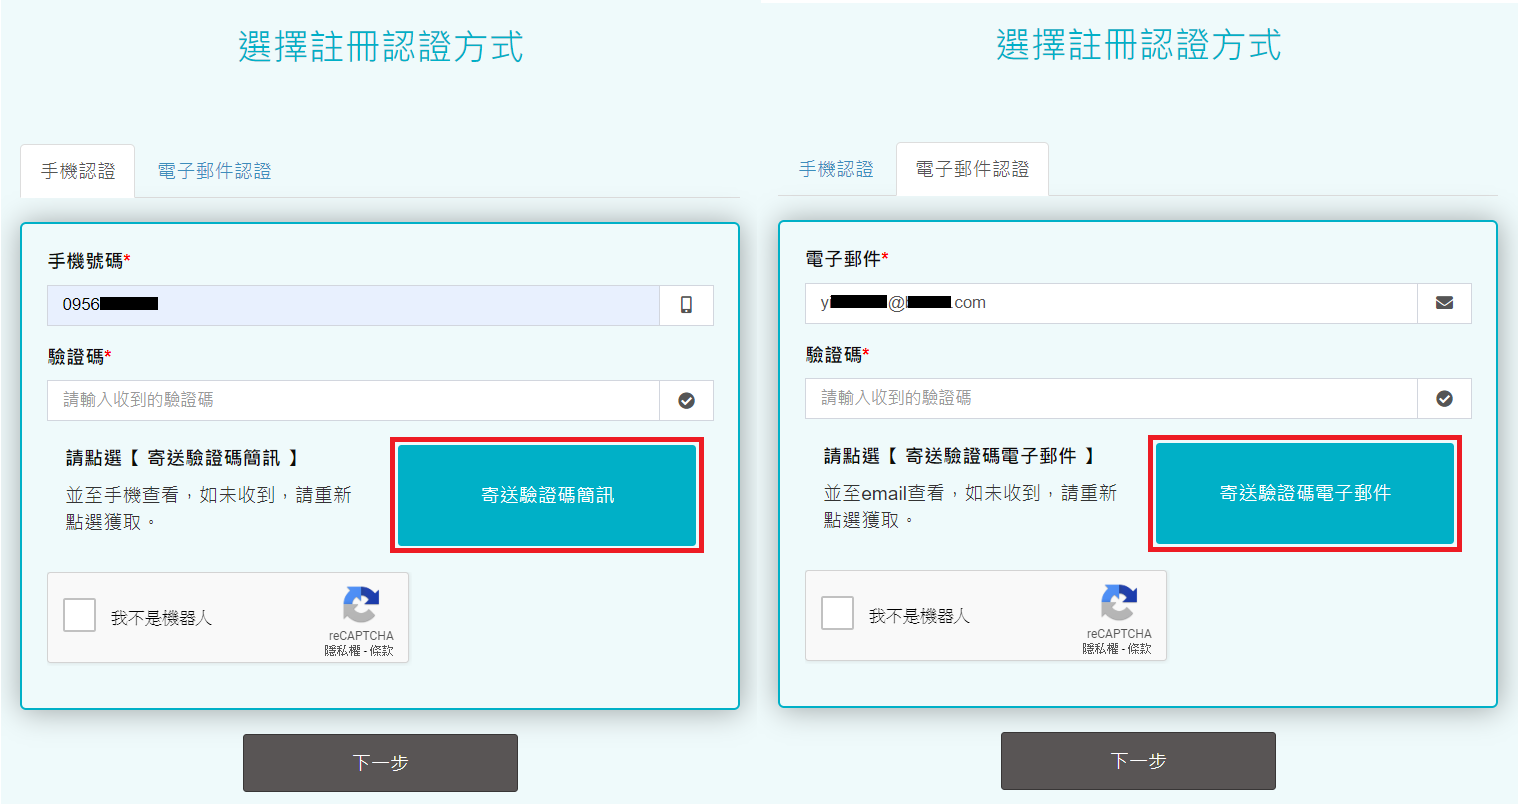 選擇註冊認證方式
手機認證
電子郵件認證
手機號碼*
0956
驗證碼*
請輸入收到的驗證碼
請點選【 寄送驗證碼簡訊 】
並至手機查看，如未收到，請重新
點選獲取。
寄送驗證碼簡訊
我不是機器人
reCAPTCHA
隱私權 - 條款
下一步
選擇註冊認證方式
手機認證
電子郵件認證
電子郵件*
y@.com
驗證碼*
請輸入收到的驗證碼
請點選【 寄送驗證碼電子郵件 】
並至email查看，如未收到，請重新
點選獲取。
寄送驗證碼電子郵件
我不是機器人
reCAPTCHA
隱私權 - 條款
下一步